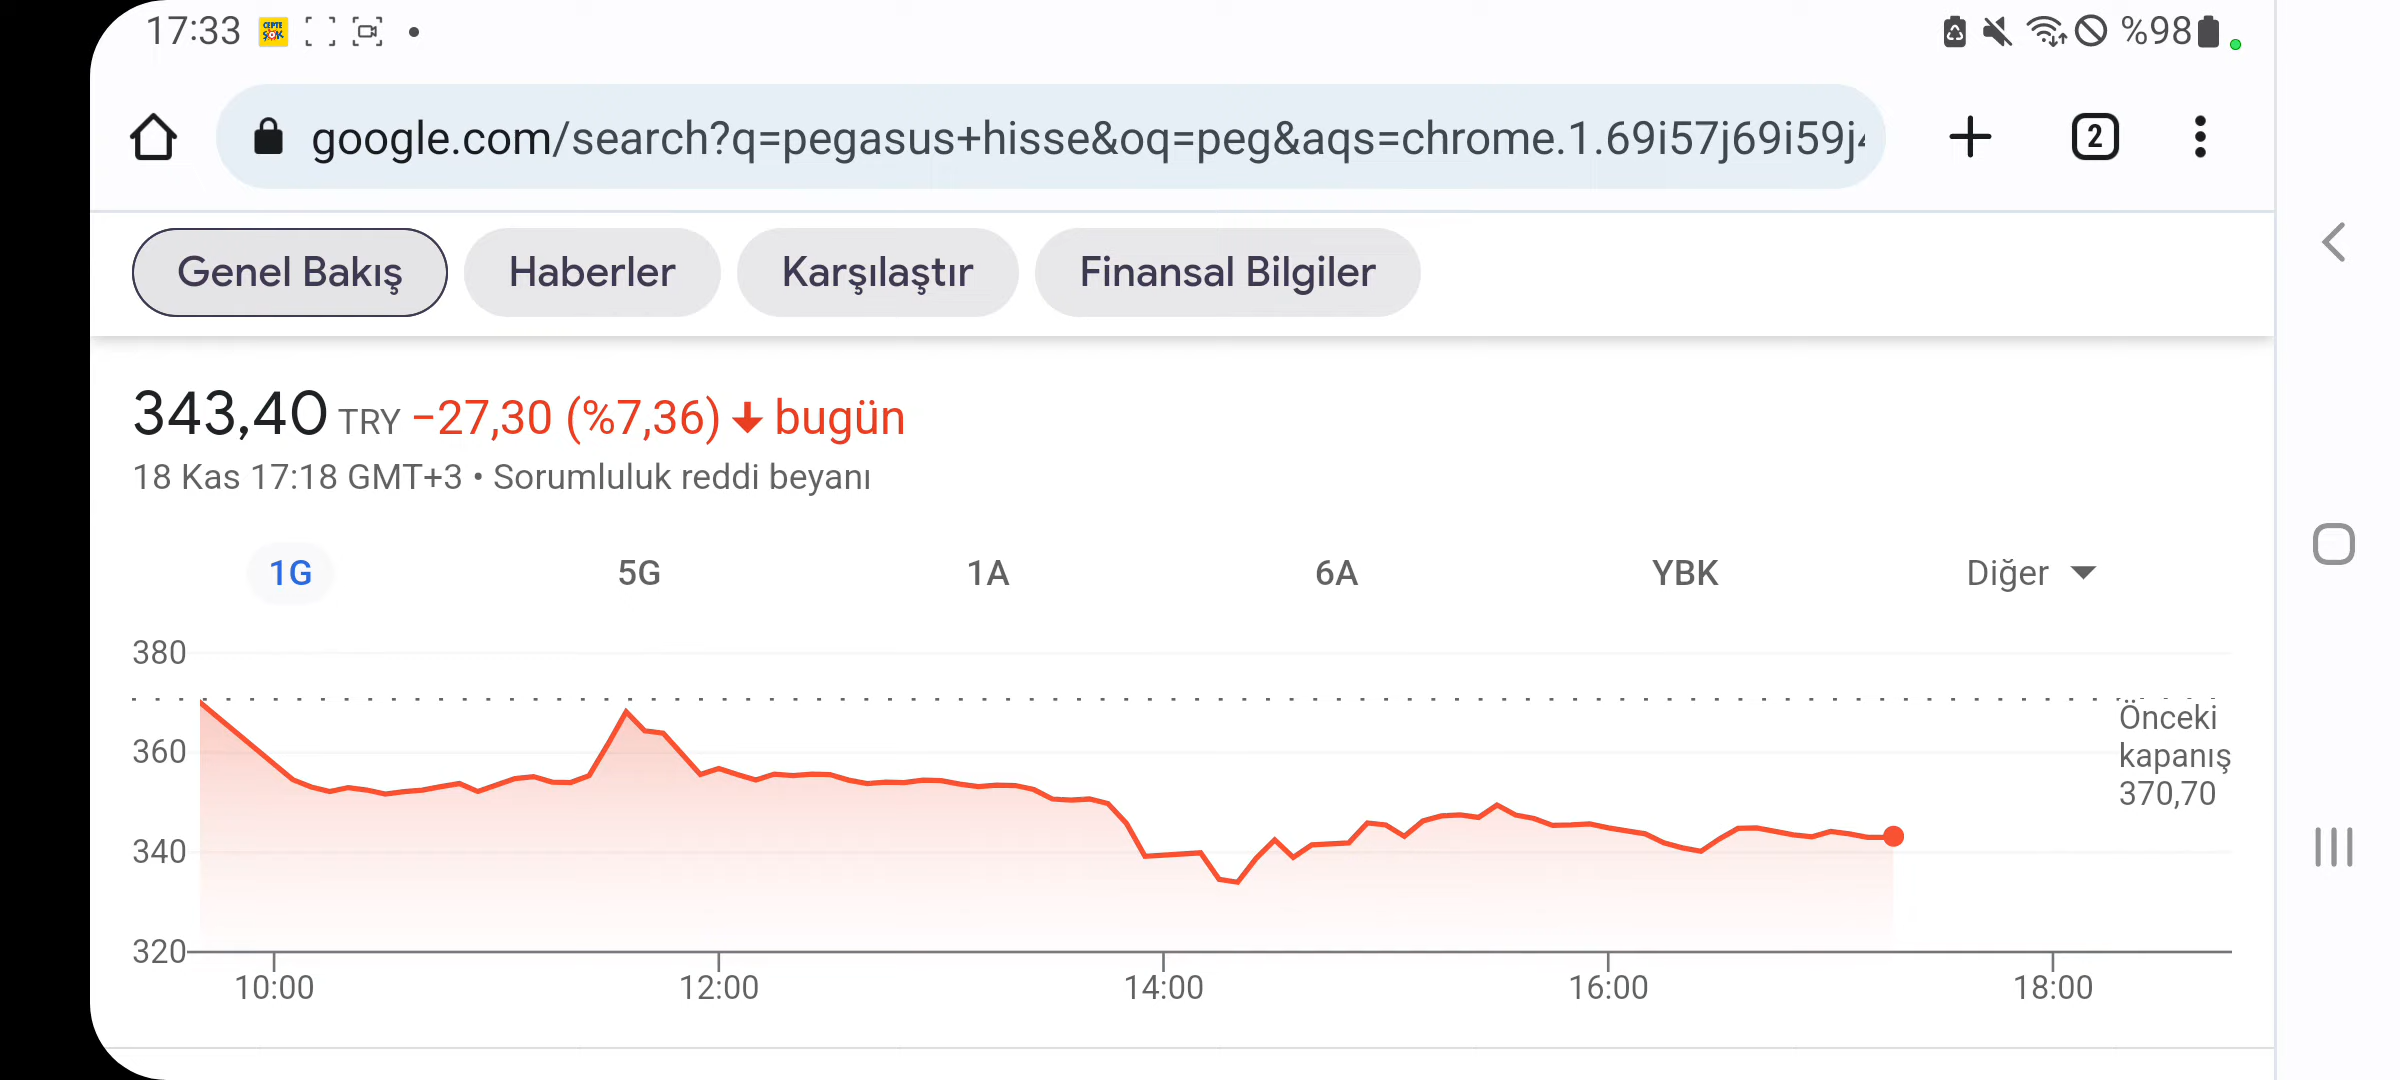 17:33
CEPTE ŞOK
%98
google.com/search?q=pegasus+hisse&oq=peg&aqs=chrome.1.69i57j69i59j
2
Genel Bakış
Haberler
Karşılaştır
Finansal Bilgiler
343,40 TRY −27,30 (%7,36) bugün
18 Kas 17:18 GMT+3 • Sorumluluk reddi beyanı
1G
5G
1A
6A
YBK
Diğer
380
360
340
320
Önceki
kapanış
370,70
10:00
12:00
14:00
16:00
18:00